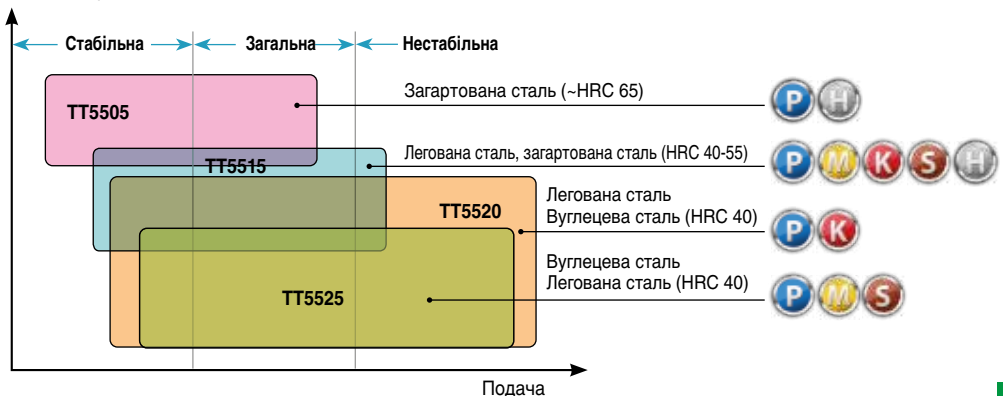 Стабільна
Загальна
Нестабільна
TT5505
Загартована сталь (~HRC 65)
P H
TT5515
Легована сталь, загартована сталь (HRC 40-55)
P M K S H
TT5520
Легована сталь
Вуглецева сталь (HRC 40)
P K
TT5525
Вуглецева сталь
Легована сталь (HRC 40)
P M S
Подача